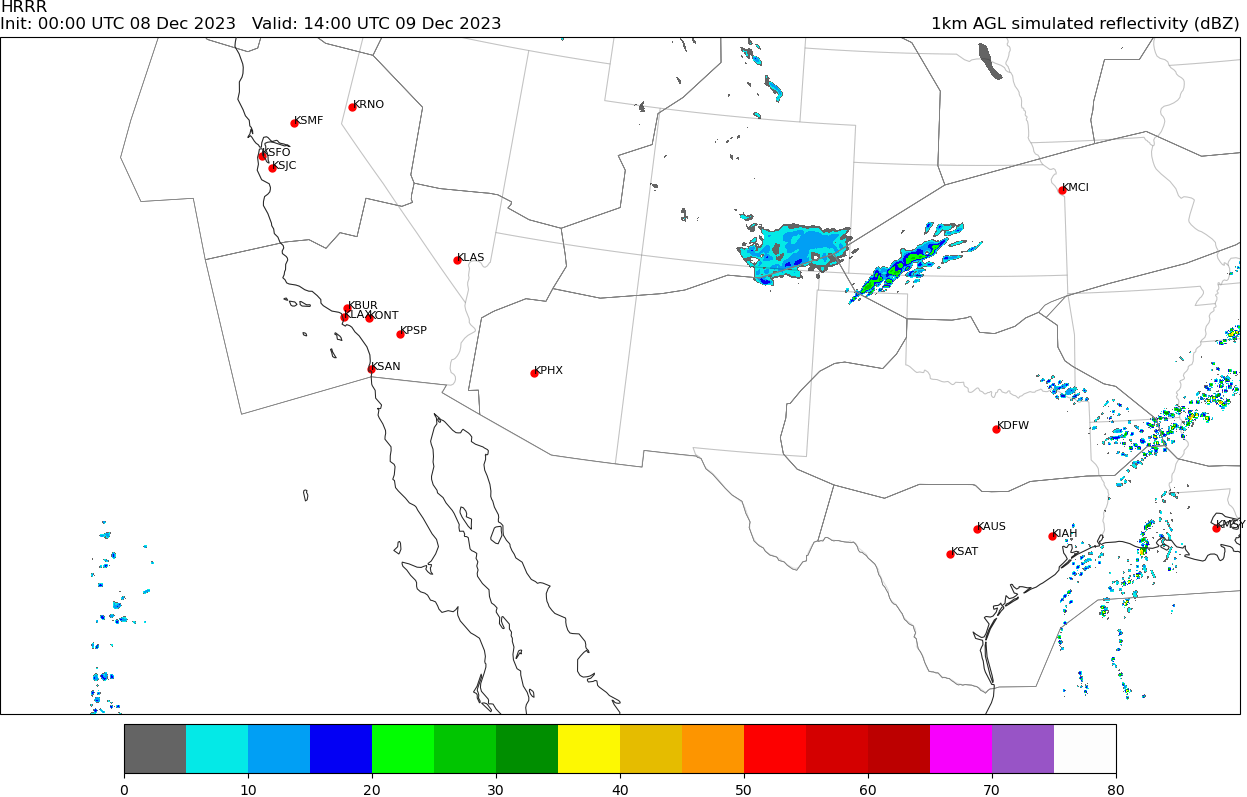 HRRR
Init: 00:00 UTC 08 Dec 2023   Valid: 14:00 UTC 09 Dec 2023
1km AGL simulated reflectivity (dBZ)
KRNO
KSMF
KSFO
KSJC
KMCI
KLAS
KBUR
KLAX
KONT
KPSP
KSAN
KPHX
KDFW
KAUS
KMSY
KIAH
KSAT
0 10 20 30 40 50 60 70 80